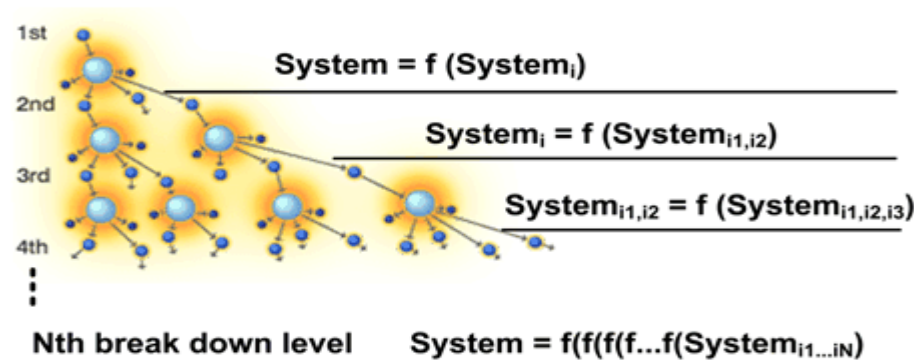 1st
System = f (Systemᵢ)
2nd
Systemᵢ = f (Systemᵢ₁,ᵢ₂)
3rd
Systemᵢ₁,ᵢ₂ = f (Systemᵢ₁,ᵢ₂,ᵢ₃)
4th
Nth break down level System = f(f(f(f...f(Systemᵢ₁...ᵢN)